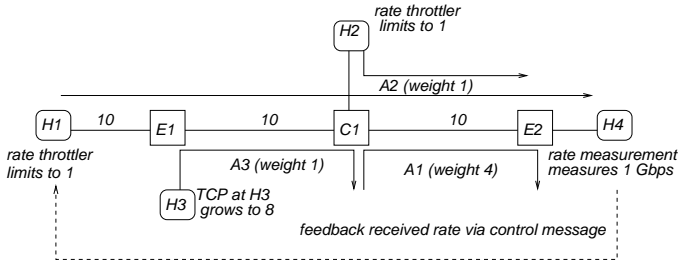 rate throttler
limits to 1
H2
A2 (weight 1)
H1
10
E1
10
C1
10
E2
H4
rate throttler
limits to 1
A3 (weight 1)
A1 (weight 4)
rate measurement
measures 1 Gbps
H3
TCP at H3
grows to 8
feedback received rate via control message